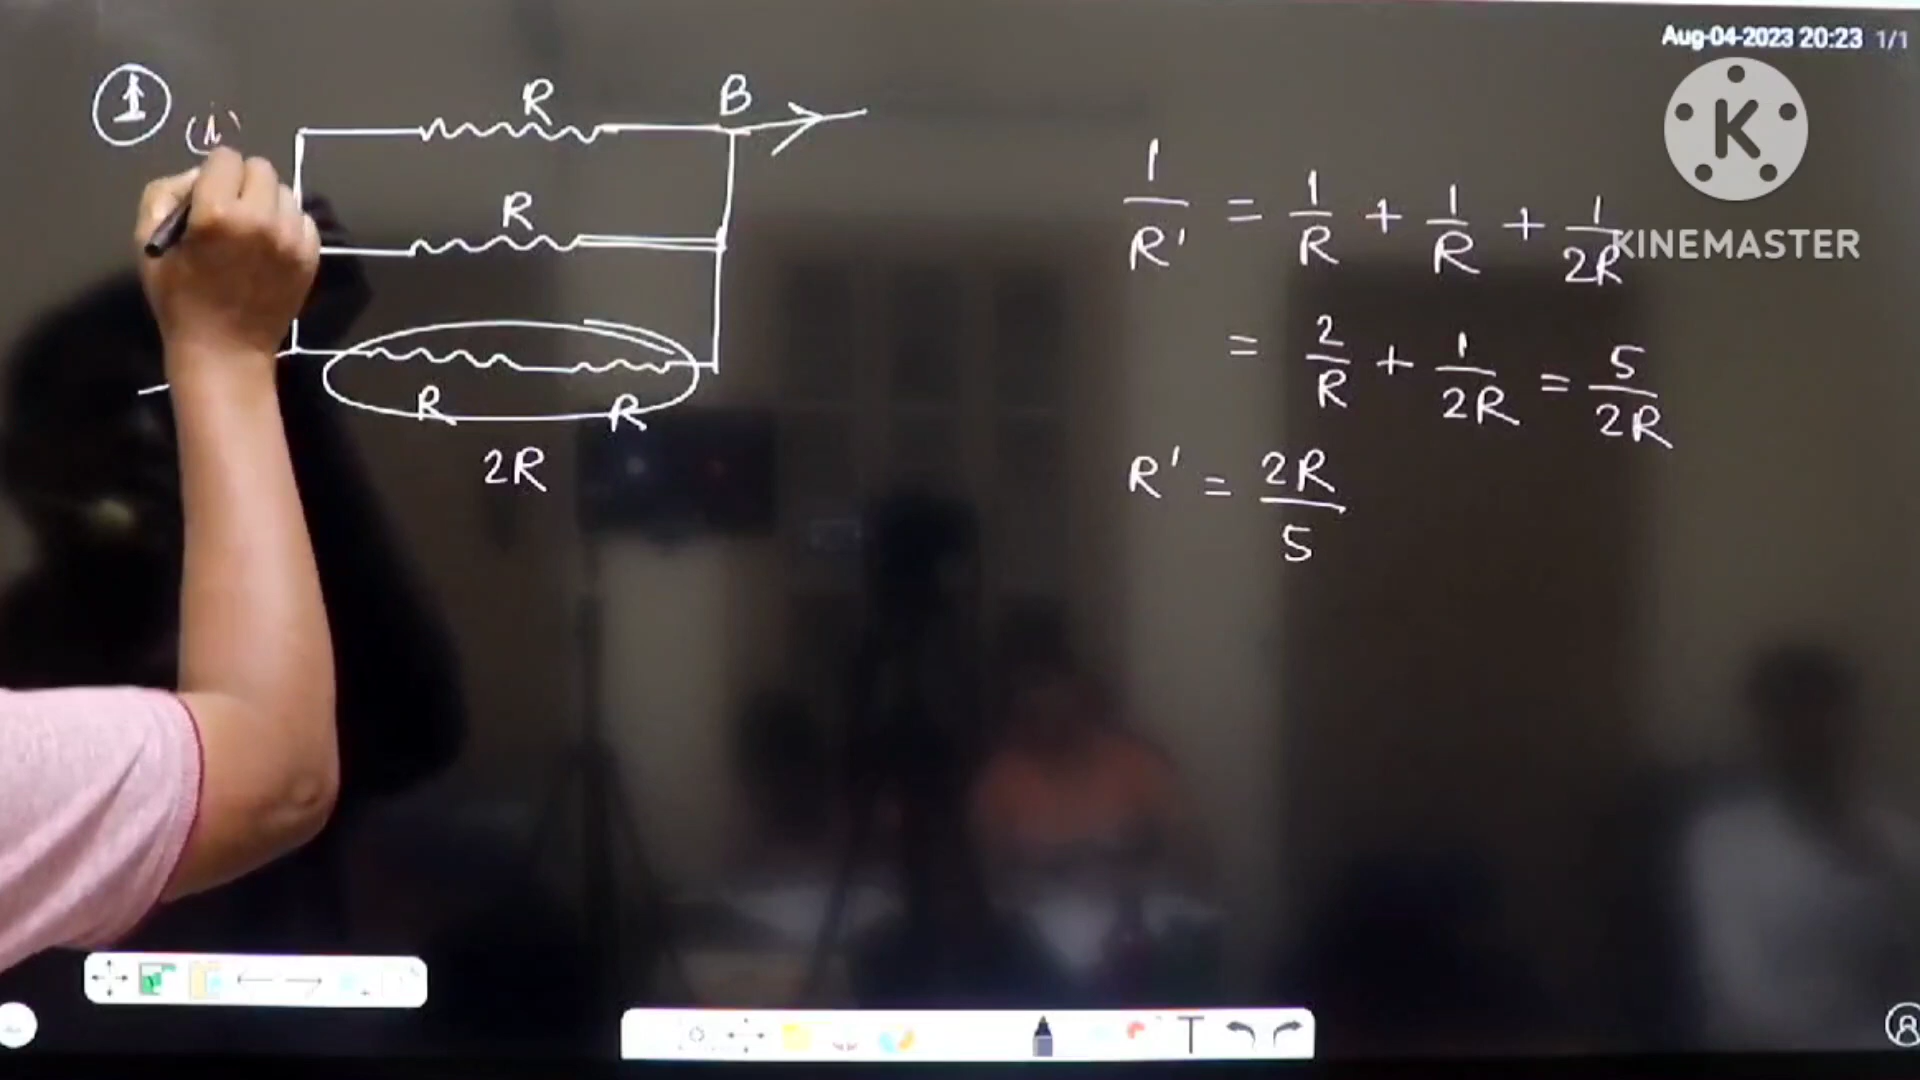 Aug-04-2023 20:23 1/1
1 (i)
R B
R
R R
2R
1/R' = 1/R + 1/R + 1/2R
= 2/R + 1/2R = 5/2R
R' = 2R/5
K
KINEMASTER
T